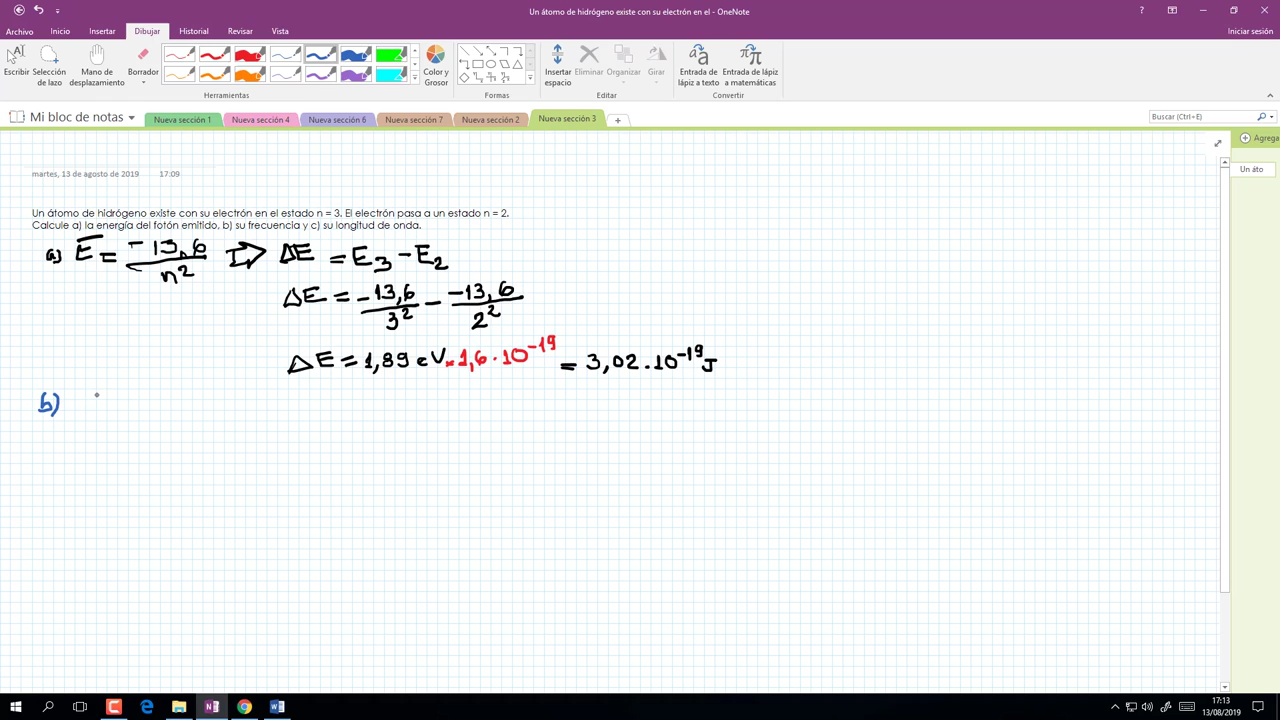 Un átomo de hidrógeno existe con su electrón en el - OneNote
? 
Archivo Inicio Insertar Dibujar Historial Revisar Vista Iniciar sesión
Escribir Selección de lazo Mano de desplazamiento Borrador Color y Grosor Insertar espacio Eliminar Organizar Girar Entrada de lápiz a texto Entrada de lápiz a matemáticas
Herramientas Formas Editar Convertir
Mi bloc de notas Nueva sección 1 Nueva sección 4 Nueva sección 6 Nueva sección 7 Nueva sección 2 Nueva sección 3 + Buscar (Ctrl+E)
Agrega
martes, 13 de agosto de 2019 17:09
Un áto
Un átomo de hidrógeno existe con su electrón en el estado n = 3. El electrón pasa a un estado n = 2.
Calcule a) la energía del fotón emitido, b) su frecuencia y c) su longitud de onda.
a) E = -13,6/n² ⇒ ΔE = E₃ - E₂
ΔE = -13,6/3² - -13,6/2²
ΔE = 1,89 eV × 1,6 · 10⁻¹⁹ = 3,02 · 10⁻¹⁹ J
b)
17:13
13/08/2019